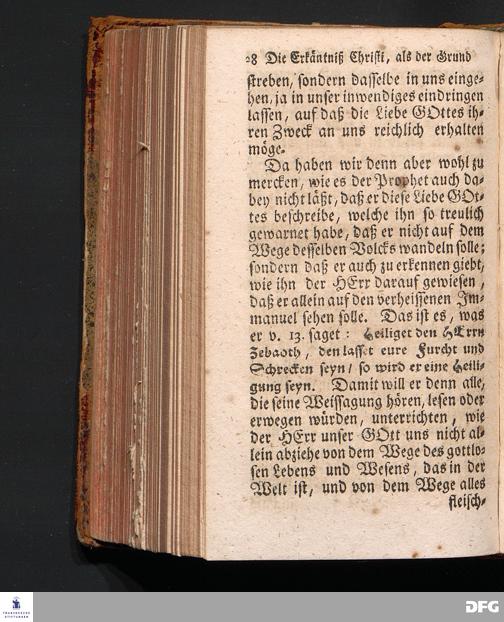 28 Die Erkäntniß Christi, als der Grund
streben, sondern dasselbe in uns einge-
hen, ja in unser inwendiges eindringen
lassen, auf daß die Liebe GOttes ih-
ren Zweck an uns reichlich erhalten
möge.
Da haben wir denn aber wohl zu
mercken, wie es der Prophet auch da-
bey nicht läßt, daß er diese Liebe GOt-
tes beschreibe, welche ihn so treulich
gewarnet habe, daß er nicht auf dem
Wege desselben Volcks wandeln solle;
sondern daß er auch zu erkennen giebt,
wie ihn der HErr darauf gewiesen,
daß er allein auf den verheissenen Im-
manuel sehen solle. Das ist es, was
er v. 13. saget: Heiliget den HErrn
Zebaoth, den lasset eure Furcht und
Schrecken seyn/ so wird er eine Heili-
gung seyn. Damit will er denn alle,
die seine Weissagung hören, lesen oder
erwegen würden, unterrichten, wie
der HErr unser GOtt uns nicht al-
lein abziehe von dem Wege des gottlo-
sen Lebens und Wesens, das in der
Welt ist, und von dem Wege alles
fleisch-
FRANCKESCHE
STIFTUNGEN
DFG